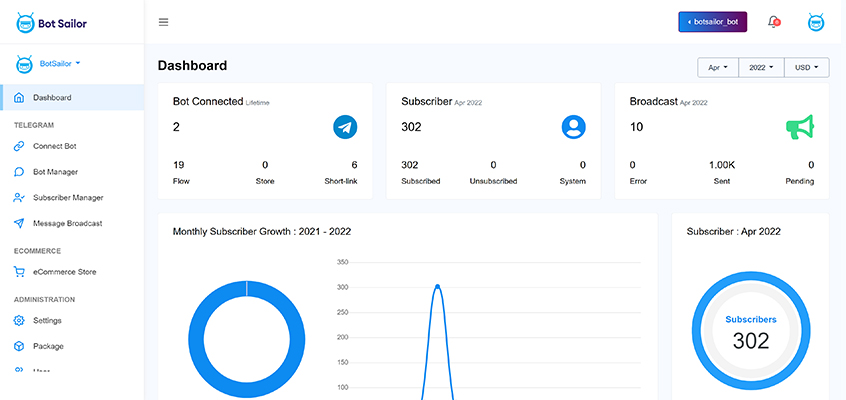 Bot Sailor
botsailor_bot
BotSailor
Dashboard
TELEGRAM
Connect Bot
Bot Manager
Subscriber Manager
Message Broadcast
ECOMMERCE
eCommerce Store
ADMINISTRATION
Settings
Package
Dashboard
Apr 2022 USD
Bot Connected Lifetime
2
19 0 6
Flow Store Short-link
Subscriber Apr 2022
302
302 0 0
Subscribed Unsubscribed System
Broadcast Apr 2022
10
0 1.00K 0
Error Sent Pending
Monthly Subscriber Growth : 2021 - 2022
350
300
250
200
150
100
Subscriber : Apr 2022
Subscribers
302